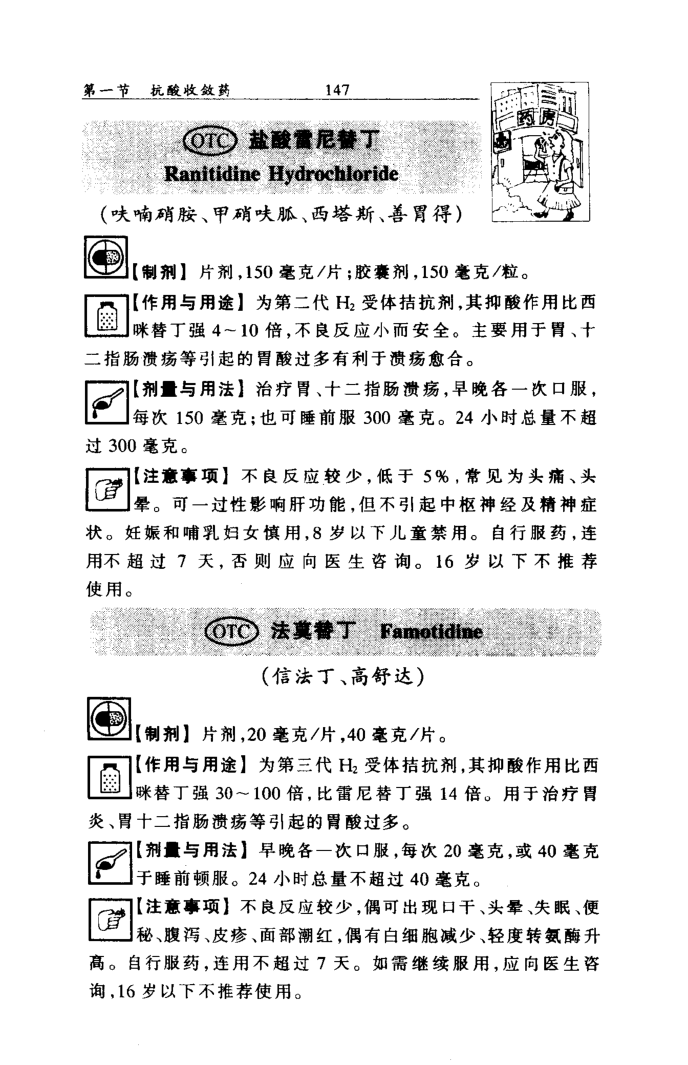 第一节 抗酸收敛药 147
药房
OTC 盐酸雷尼替丁
Ranitidine Hydrochloride
(呋喃硝胺、甲硝呋胍、西塔斯、善胃得)
【制剂】 片剂,150 毫克/片;胶囊剂,150 毫克/粒。
【作用与用途】 为第二代 H₂ 受体拮抗剂,其抑酸作用比西
咪替丁强 4~10 倍,不良反应小而安全。主要用于胃、十
二指肠溃疡等引起的胃酸过多有利于溃疡愈合。
【剂量与用法】 治疗胃、十二指肠溃疡,早晚各一次口服,
每次 150 毫克;也可睡前服 300 毫克。24 小时总量不超
过 300 毫克。
【注意事项】 不良反应较少,低于 5%,常见为头痛、头
晕。可一过性影响肝功能,但不引起中枢神经及精神症
状。妊娠和哺乳妇女慎用,8 岁以下儿童禁用。自行服药,连
用不超过 7 天,否则应向医生咨询。16 岁以下不推荐
使用。
OTC 法莫替丁 Famotidine
(信法丁、高舒达)
【制剂】 片剂,20 毫克/片,40 毫克/片。
【作用与用途】 为第三代 H₂ 受体拮抗剂,其抑酸作用比西
咪替丁强 30~100 倍,比雷尼替丁强 14 倍。用于治疗胃
炎、胃十二指肠溃疡等引起的胃酸过多。
【剂量与用法】 早晚各一次口服,每次 20 毫克,或 40 毫克
于睡前顿服。24 小时总量不超过 40 毫克。
【注意事项】 不良反应较少,偶可出现口干、头晕、失眠、便
秘、腹泻、皮疹、面部潮红,偶有白细胞减少、轻度转氨酶升
高。自行服药,连用不超过 7 天。如需继续服用,应向医生咨
询,16 岁以下不推荐使用。